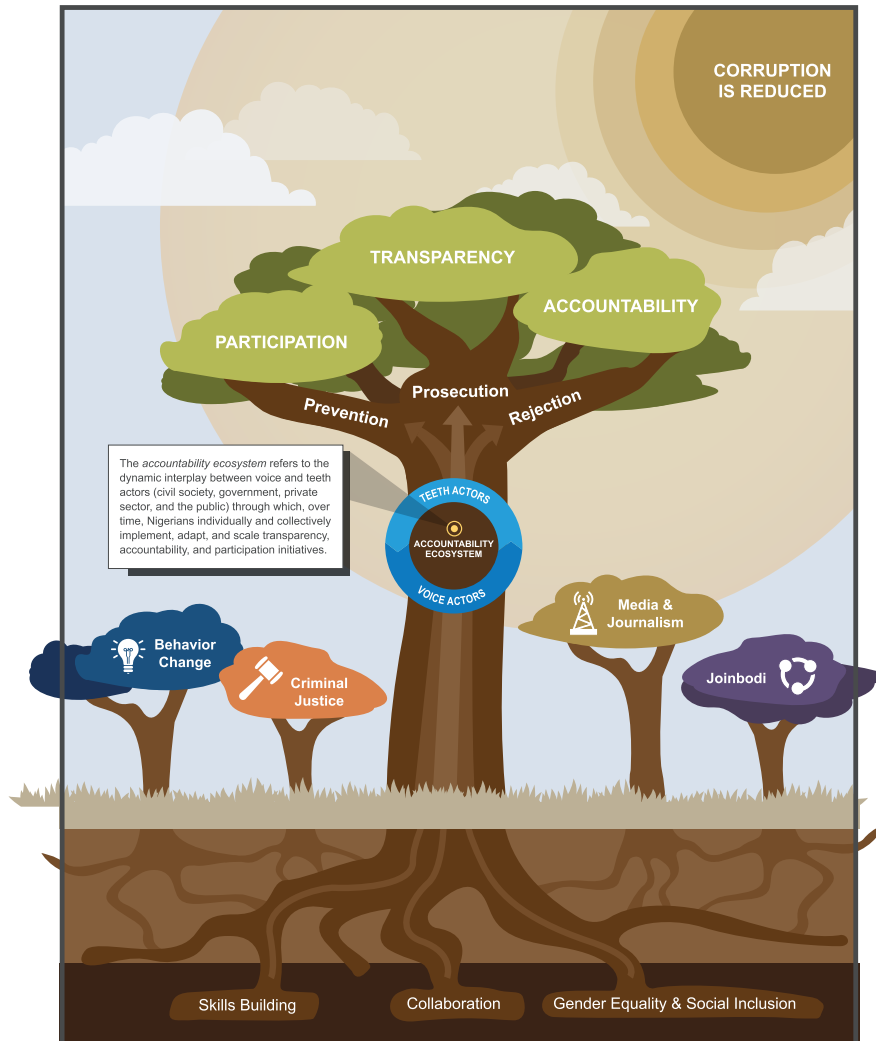 CORRUPTION
IS REDUCED
TRANSPARENCY
ACCOUNTABILITY
PARTICIPATION
Prevention
Prosecution
Rejection
The accountability ecosystem refers to the
dynamic interplay between voice and teeth
actors (civil society, government, private
sector, and the public) through which, over
time, Nigerians individually and collectively
implement, adapt, and scale transparency,
accountability, and participation initiatives.
TEETH ACTORS
ACCOUNTABILITY
ECOSYSTEM
VOICE ACTORS
Behavior
Change
Criminal
Justice
Media &
Journalism
Joinbodi
Skills Building
Collaboration
Gender Equality & Social Inclusion